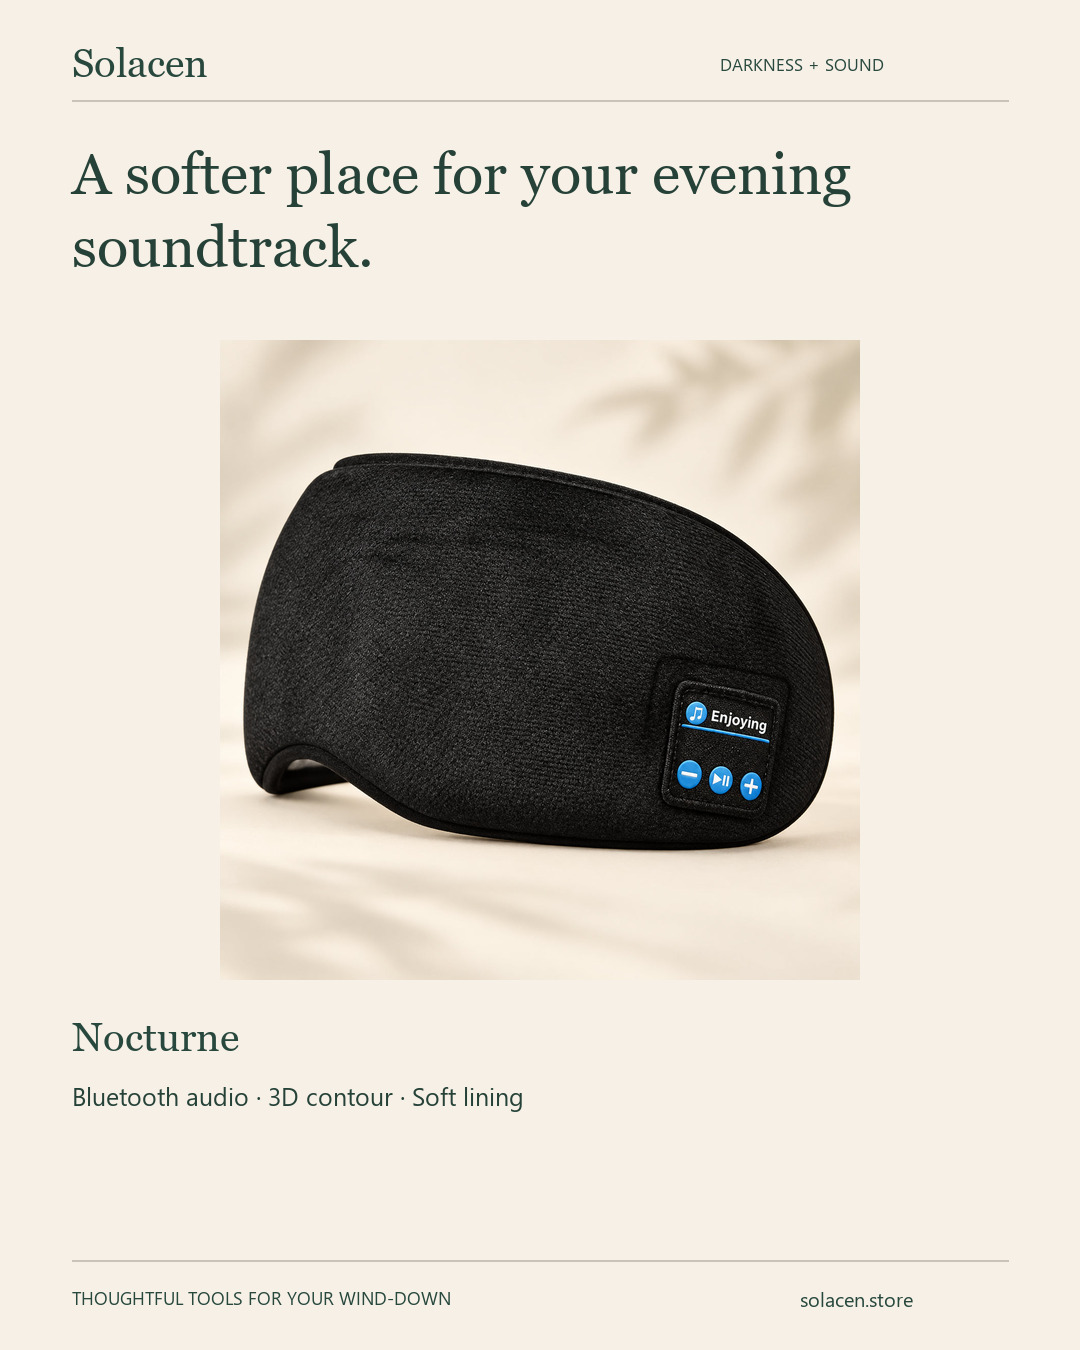 Solacen
DARKNESS + SOUND
A softer place for your evening
soundtrack.
Enjoying
Nocturne
Bluetooth audio · 3D contour · Soft lining
THOUGHTFUL TOOLS FOR YOUR WIND-DOWN
solacen.store